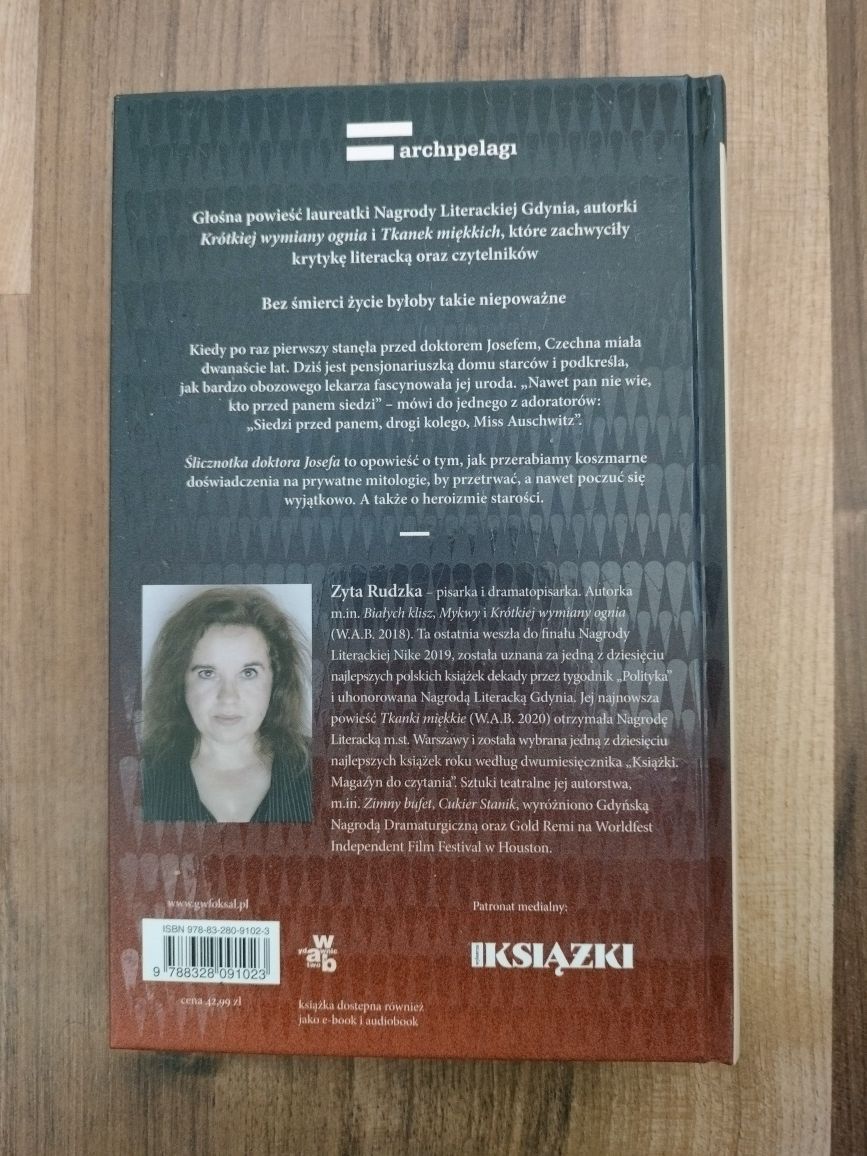 archipelagi
Głośna powieść laureatki Nagrody Literackiej Gdynia, autorki
Krótkiej wymiany ognia i Tkanek miękkich, które zachwyciły
krytykę literacką oraz czytelników
Bez śmierci życie byłoby takie niepoważne
Kiedy po raz pierwszy stanęła przed doktorem Josefem, Czechna miała
dwanaście lat. Dziś jest pensjonariuszką domu starców i podkreśla,
jak bardzo obozowego lekarza fascynowała jej uroda. „Nawet pan nie wie,
kto przed panem siedzi” – mówi do jednego z adoratorów:
„Siedzi przed panem, drogi kolego, Miss Auschwitz”.
Ślicznotka doktora Josefa to opowieść o tym, jak przerabiamy koszmarne
doświadczenia na prywatne mitologie, by przetrwać, a nawet poczuć się
wyjątkowo. A także o heroizmie starości.
Zyta Rudzka – pisarka i dramatopisarka. Autorka
m.in. Białych klisz, Mykwy i Krótkiej wymiany ognia
(W.A.B. 2018). Ta ostatnia weszła do finału Nagrody
Literackiej Nike 2019, została uznana za jedną z dziesięciu
najlepszych polskich książek dekady przez tygodnik „Polityka”
i uhonorowana Nagrodą Literacką Gdynia. Jej najnowsza
powieść Tkanki miękkie (W.A.B. 2020) otrzymała Nagrodę
Literacką m.st. Warszawy i została wybrana jedną z dziesięciu
najlepszych książek roku według dwumiesięcznika „Książki.
Magazyn do czytania”. Sztuki teatralne jej autorstwa,
m.in. Zimny bufet, Cukier Stanik, wyróżniono Gdyńską
Nagrodą Dramaturgiczną oraz Gold Remi na Worldfest
Independent Film Festival w Houston.
www.gwfoksal.pl
Patronat medialny:
ISBN 978-83-280-9102-3
9 788328 091023
wydawnictwo
w a b
KSIĄŻKI
cena 42,99 zł
książka dostępna również
jako e-book i audiobook